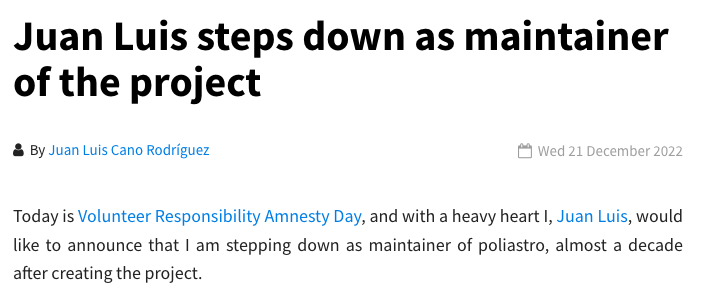 Juan Luis steps down as maintainer
of the project
By Juan Luis Cano Rodríguez Wed 21 December 2022
Today is Volunteer Responsibility Amnesty Day, and with a heavy heart I, Juan Luis, would
like to announce that I am stepping down as maintainer of poliastro, almost a decade
after creating the project.